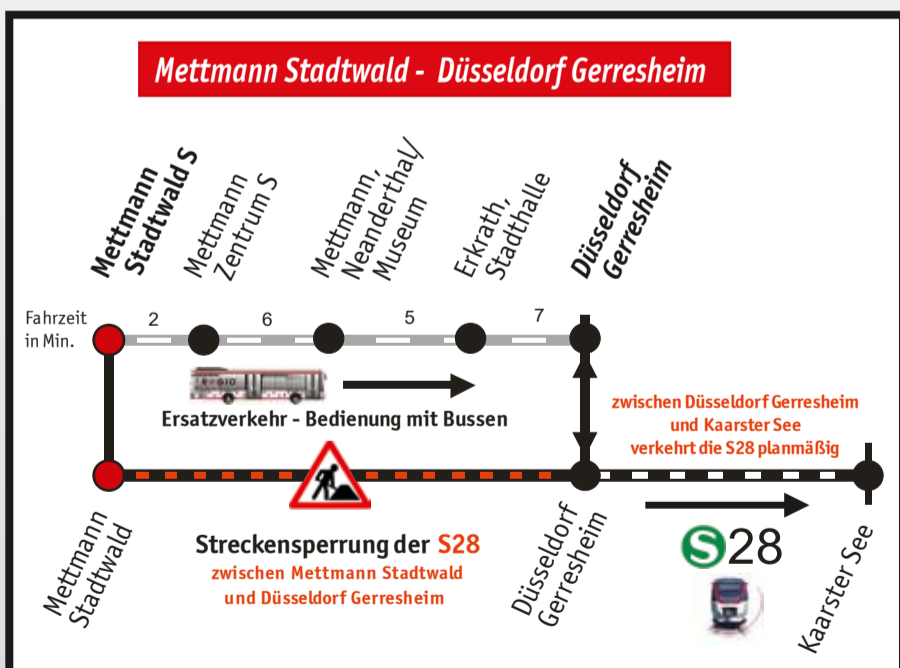 Mettmann Stadtwald - Düsseldorf Gerresheim
Mettmann
Stadtwald S
Mettmann
Zentrum S
Mettmann,
Neanderthal/
Museum
Erkrath,
Stadthalle
Düsseldorf
Gerresheim
Fahrzeit
in Min.
2
6
5
7
Ersatzverkehr - Bedienung mit Bussen
zwischen Düsseldorf Gerresheim
und Kaarster See
verkehrt die S28 planmäßig
Mettmann
Stadtwald
Streckensperrung der S28
zwischen Mettmann Stadtwald
und Düsseldorf Gerresheim
Düsseldorf
Gerresheim
S28
Kaarster See